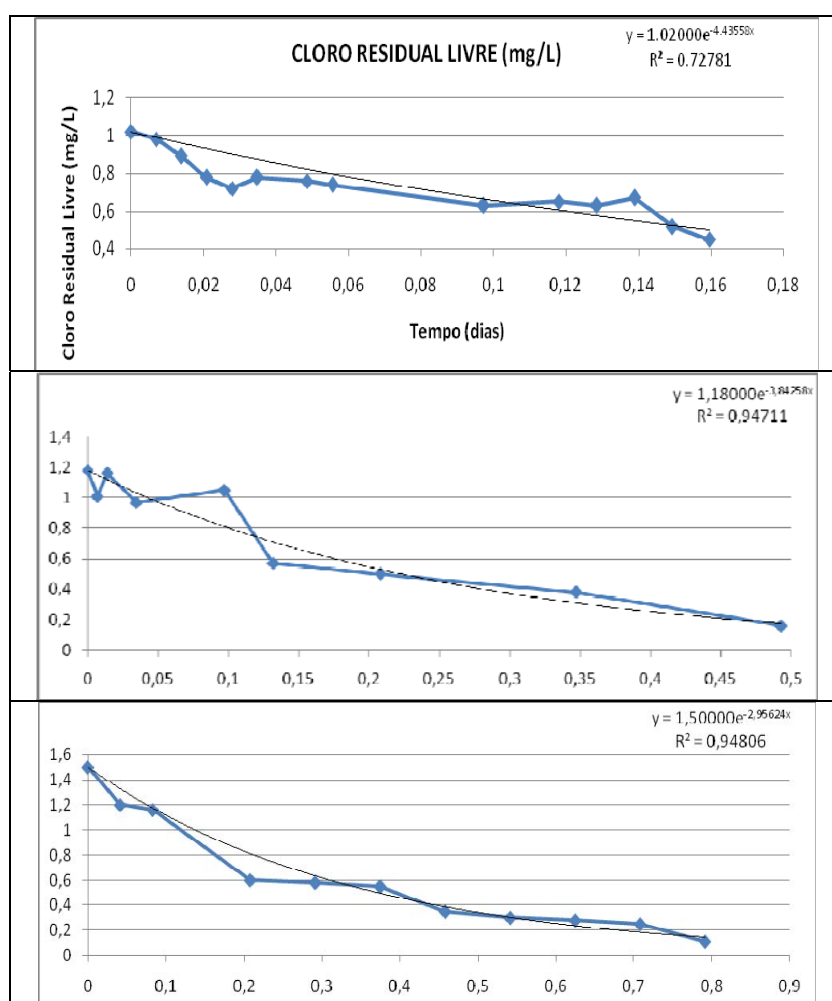 CLORO RESIDUAL LIVRE (mg/L)
y = 1.02000e^-4.43558x
R² = 0.72781
Cloro Residual Livre (mg/L)
1,2
1
0,8
0,6
0,4
0 0,02 0,04 0,06 0,08 0,1 0,12 0,14 0,16 0,18
Tempo (dias)
y = 1,18000e^-3,84258x
R² = 0,94711
1,4
1,2
1
0,8
0,6
0,4
0,2
0
0 0,05 0,1 0,15 0,2 0,25 0,3 0,35 0,4 0,45 0,5
y = 1,50000e^-2,95624x
R² = 0,94806
1,6
1,4
1,2
1
0,8
0,6
0,4
0,2
0
0 0,1 0,2 0,3 0,4 0,5 0,6 0,7 0,8 0,9